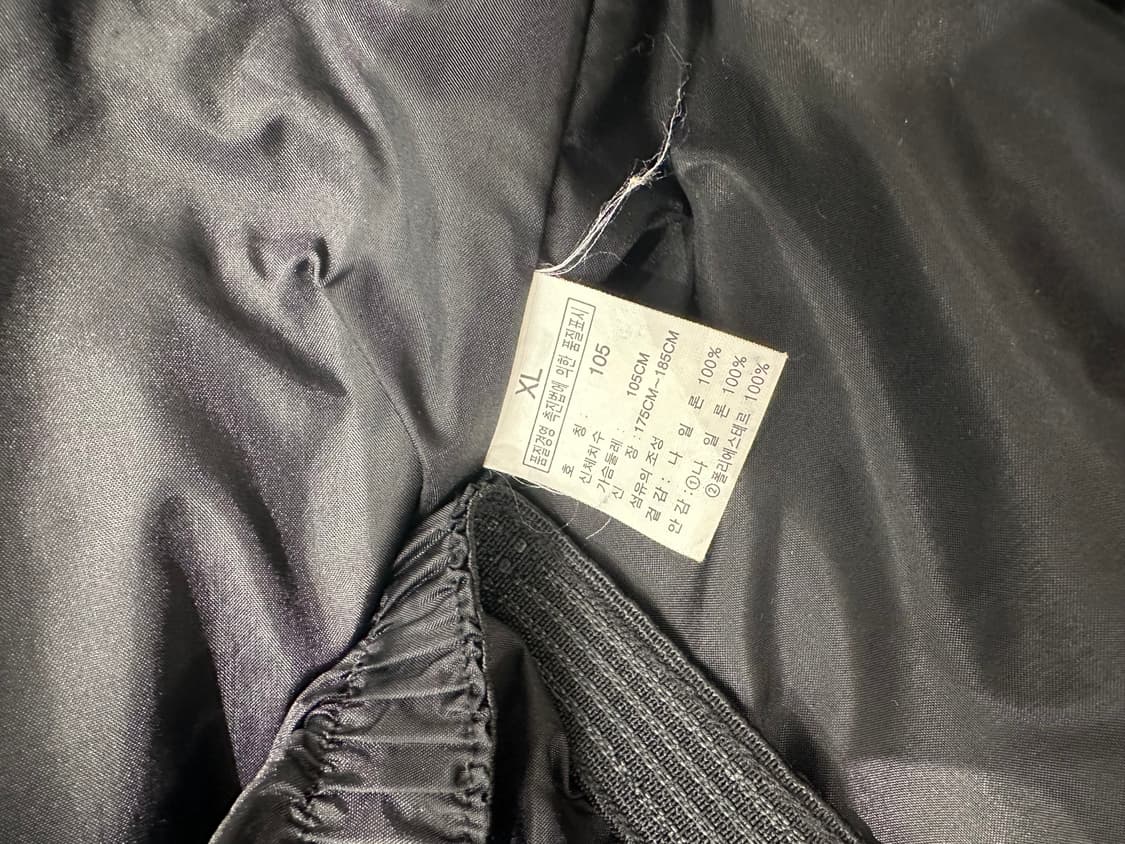 XL
품질경영 촉진법에 의한 품질표시
호 칭 : 105
신체치수
가슴둘레 : 105CM
신 장 : 175CM~185CM
섬유의 조성
겉 감 : 나 일 론 100%
안 감 : ①나 일 론 100%
②폴리에스테르 100%